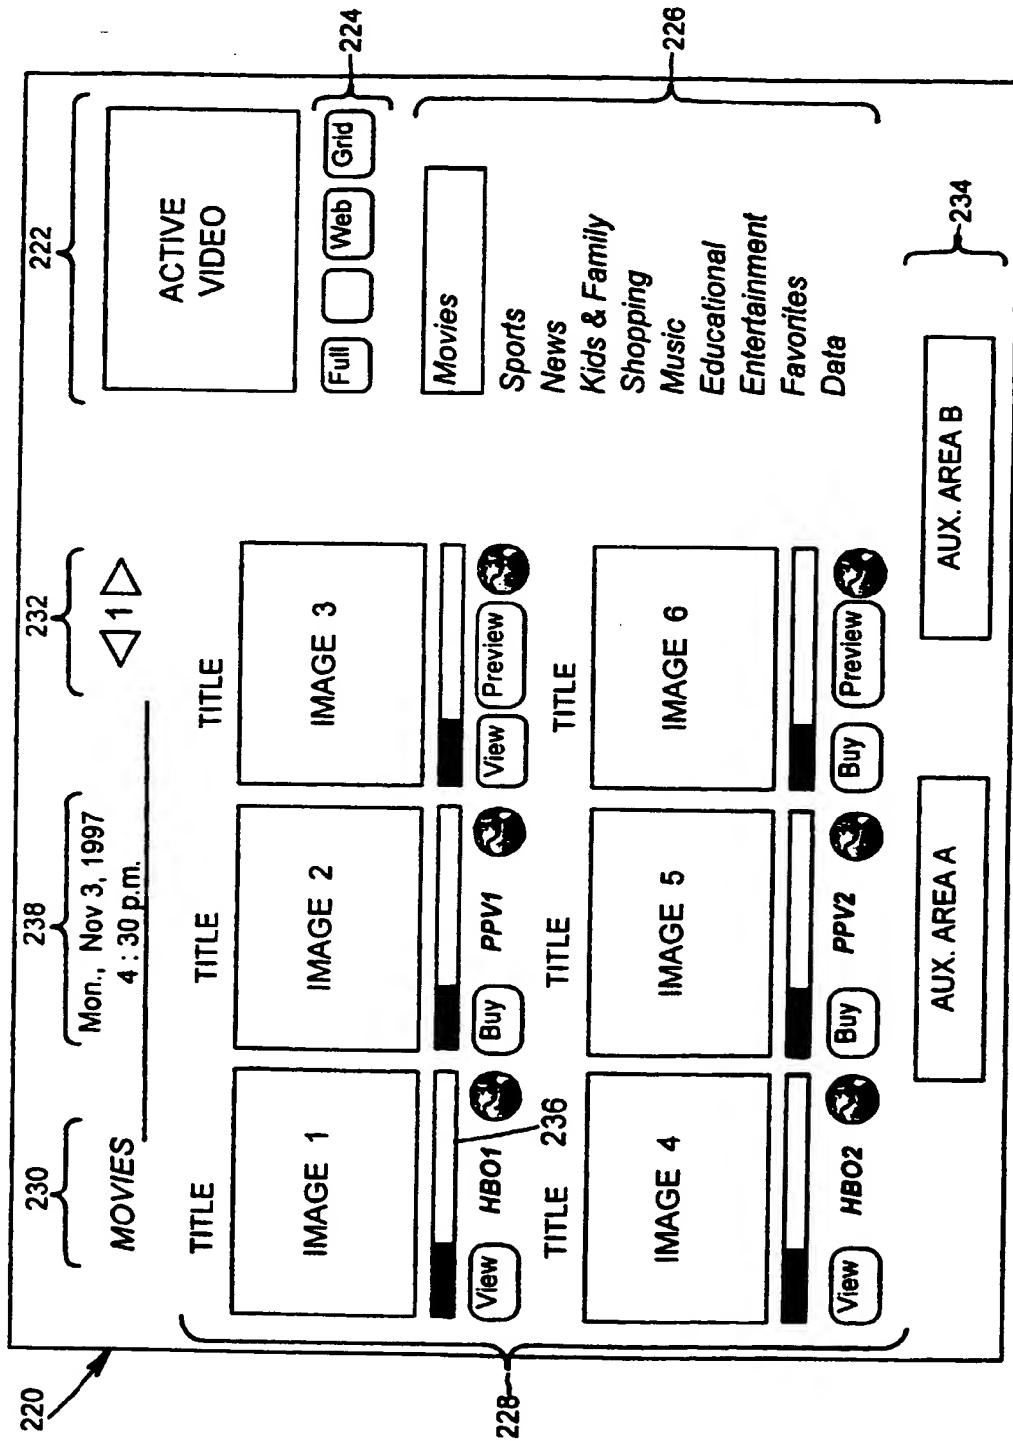 220
230
238
232
222
MOVIES
Mon., Nov 3, 1997
4 : 30 p.m.
1
ACTIVE
VIDEO
Full
Web
Grid
224
TITLE
TITLE
TITLE
IMAGE 1
IMAGE 2
IMAGE 3
View
HBO1
Buy
PPV1
View
Preview
236
Movies
Sports
News
Kids & Family
Shopping
Music
Educational
Entertainment
Favorites
Data
226
228
TITLE
TITLE
TITLE
IMAGE 4
IMAGE 5
IMAGE 6
View
HBO2
Buy
PPV2
Buy
Preview
AUX. AREA A
AUX. AREA B
234